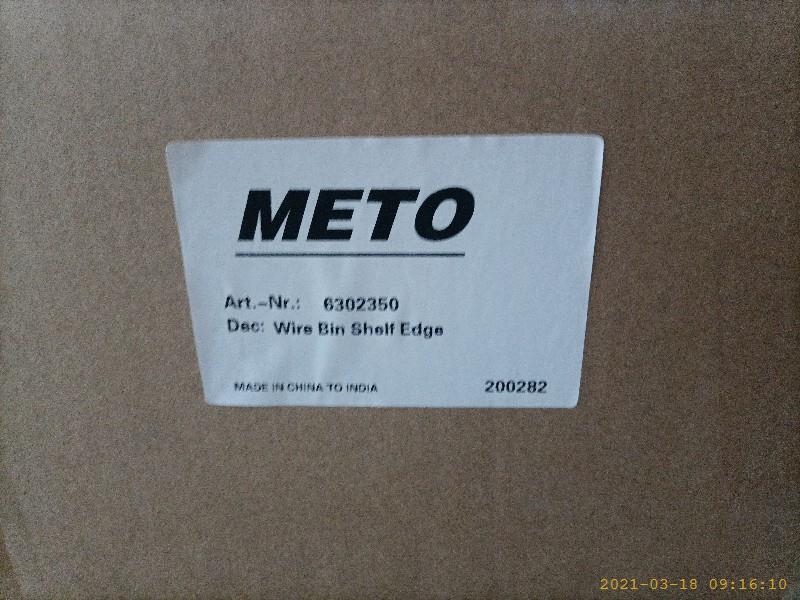 METO
Art.-Nr.: 6302350
Dec: Wire Bin Shelf Edge
MADE IN CHINA TO INDIA 200282
2021-03-18 09:16:10